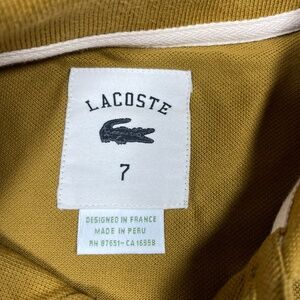 LACOSTE
7
DESIGNED IN FRANCE
MADE IN PERU
RN 87651-CA 16958